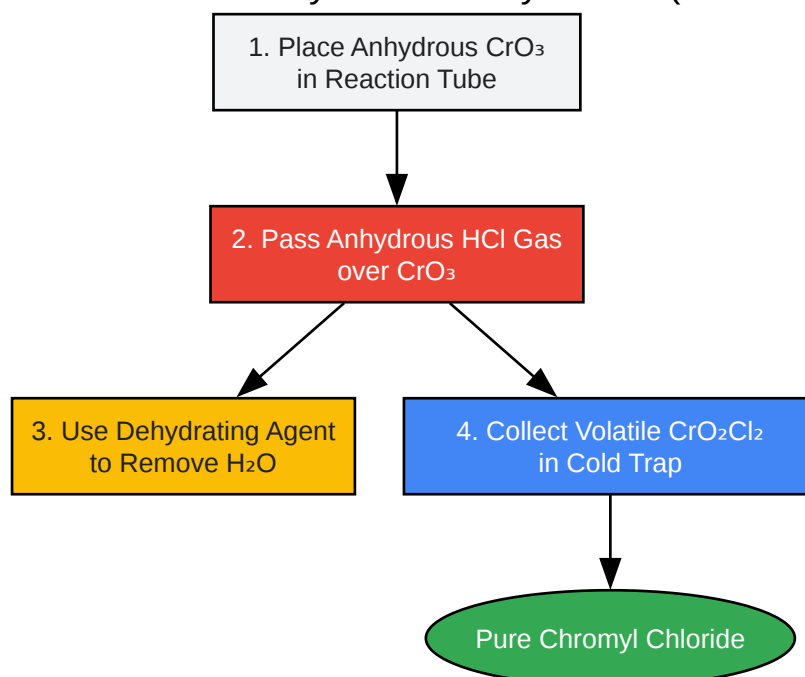 1. Place Anhydrous CrO₃
in Reaction Tube
2. Pass Anhydrous HCl Gas
over CrO₃
3. Use Dehydrating Agent
to Remove H₂O
4. Collect Volatile CrO₂Cl₂
in Cold Trap
Pure Chromyl Chloride